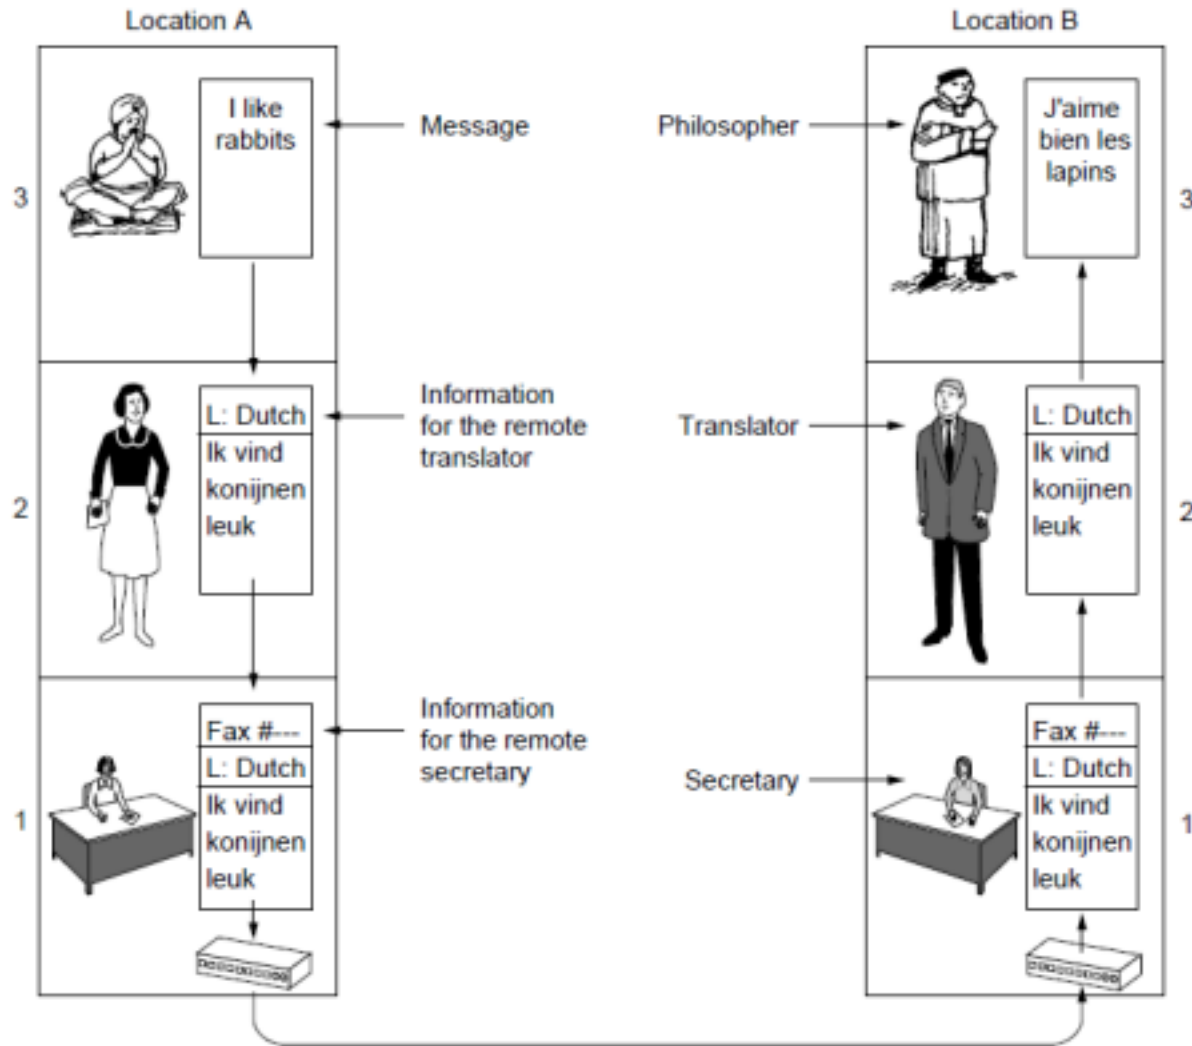 Location A
Location B
I like
rabbits
Message
Philosopher
J'aime
bien les
lapins
3
3
L: Dutch
Ik vind
konijnen
leuk
Information
for the remote
translator
Translator
L: Dutch
Ik vind
konijnen
leuk
2
2
Fax #---
L: Dutch
Ik vind
konijnen
leuk
Information
for the remote
secretary
Secretary
Fax #---
L: Dutch
Ik vind
konijnen
leuk
1
1